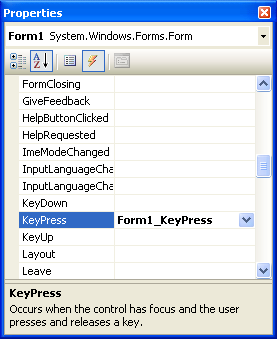 Properties
Form1 System.Windows.Forms.Form
A
Z
FormClosing
GiveFeedback
HelpButtonClicked
HelpRequested
ImeModeChanged
InputLanguageCha
InputLanguageCha
KeyDown
KeyPress Form1_KeyPress
KeyUp
Layout
Leave
KeyPress
Occurs when the control has focus and the user
presses and releases a key.